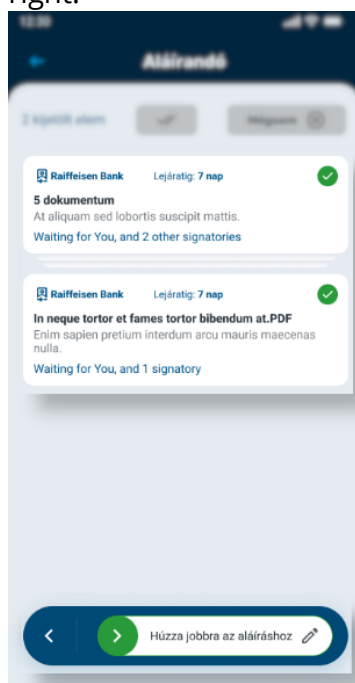 right.
12:30
Aláírandó
2 kijelölt elem
Mégsem
Raiffeisen Bank Lejáratig: 7 nap
5 dokumentum
At aliquam sed lobortis suscipit mattis.
Waiting for You, and 2 other signatories
Raiffeisen Bank Lejáratig: 7 nap
In neque tortor et fames tortor bibendum at.PDF
Enim sapien pretium interdum arcu mauris maecenas
nulla.
Waiting for You, and 1 signatory
Húzza jobbra az aláíráshoz